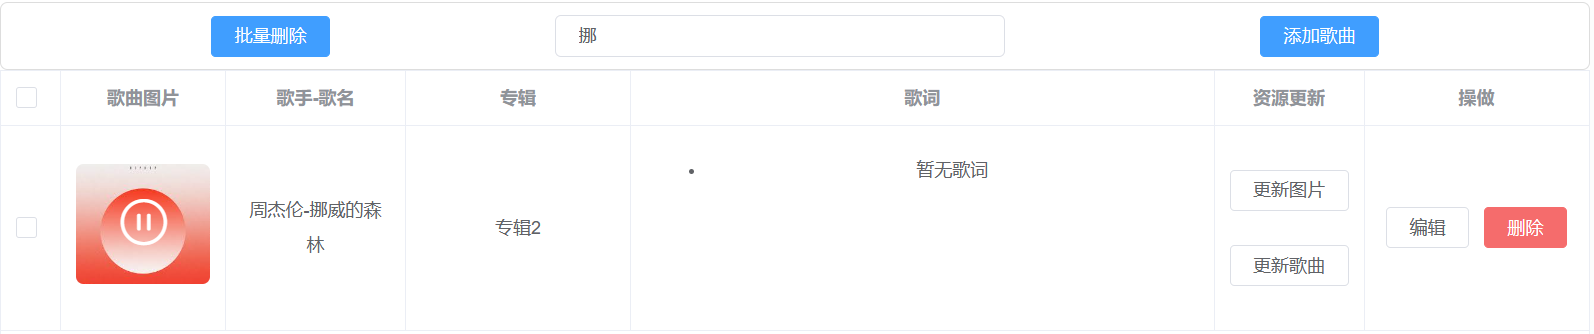 批量删除
挪
添加歌曲
歌曲图片
歌手-歌名
专辑
歌词
资源更新
操做
周杰伦-挪威的森
林
专辑2
暂无歌词
更新图片
更新歌曲
编辑
删除